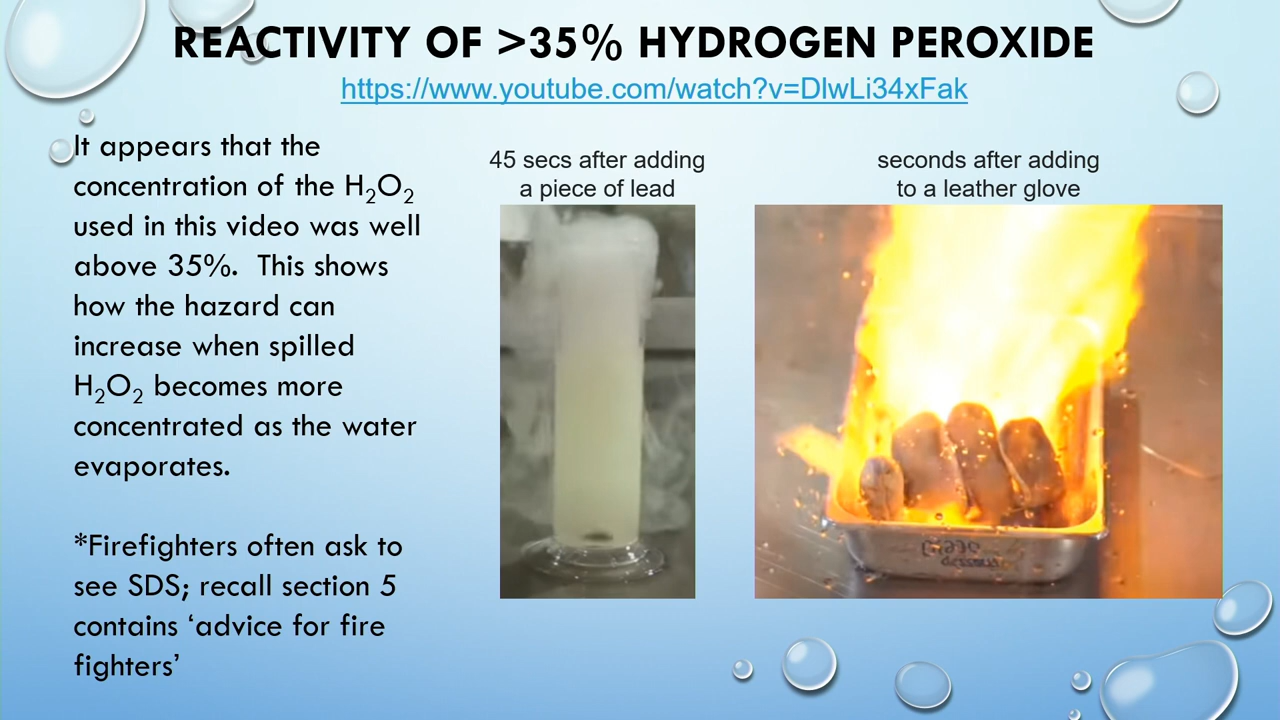 REACTIVITY OF >35% HYDROGEN PEROXIDE
https://www.youtube.com/watch?v=DlwLi34xFak
It appears that the
concentration of the H₂O₂
used in this video was well
above 35%.  This shows
how the hazard can
increase when spilled
H₂O₂ becomes more
concentrated as the water
evaporates.
*Firefighters often ask to
see SDS; recall section 5
contains ‘advice for fire
fighters’
45 secs after adding
a piece of lead
seconds after adding
to a leather glove